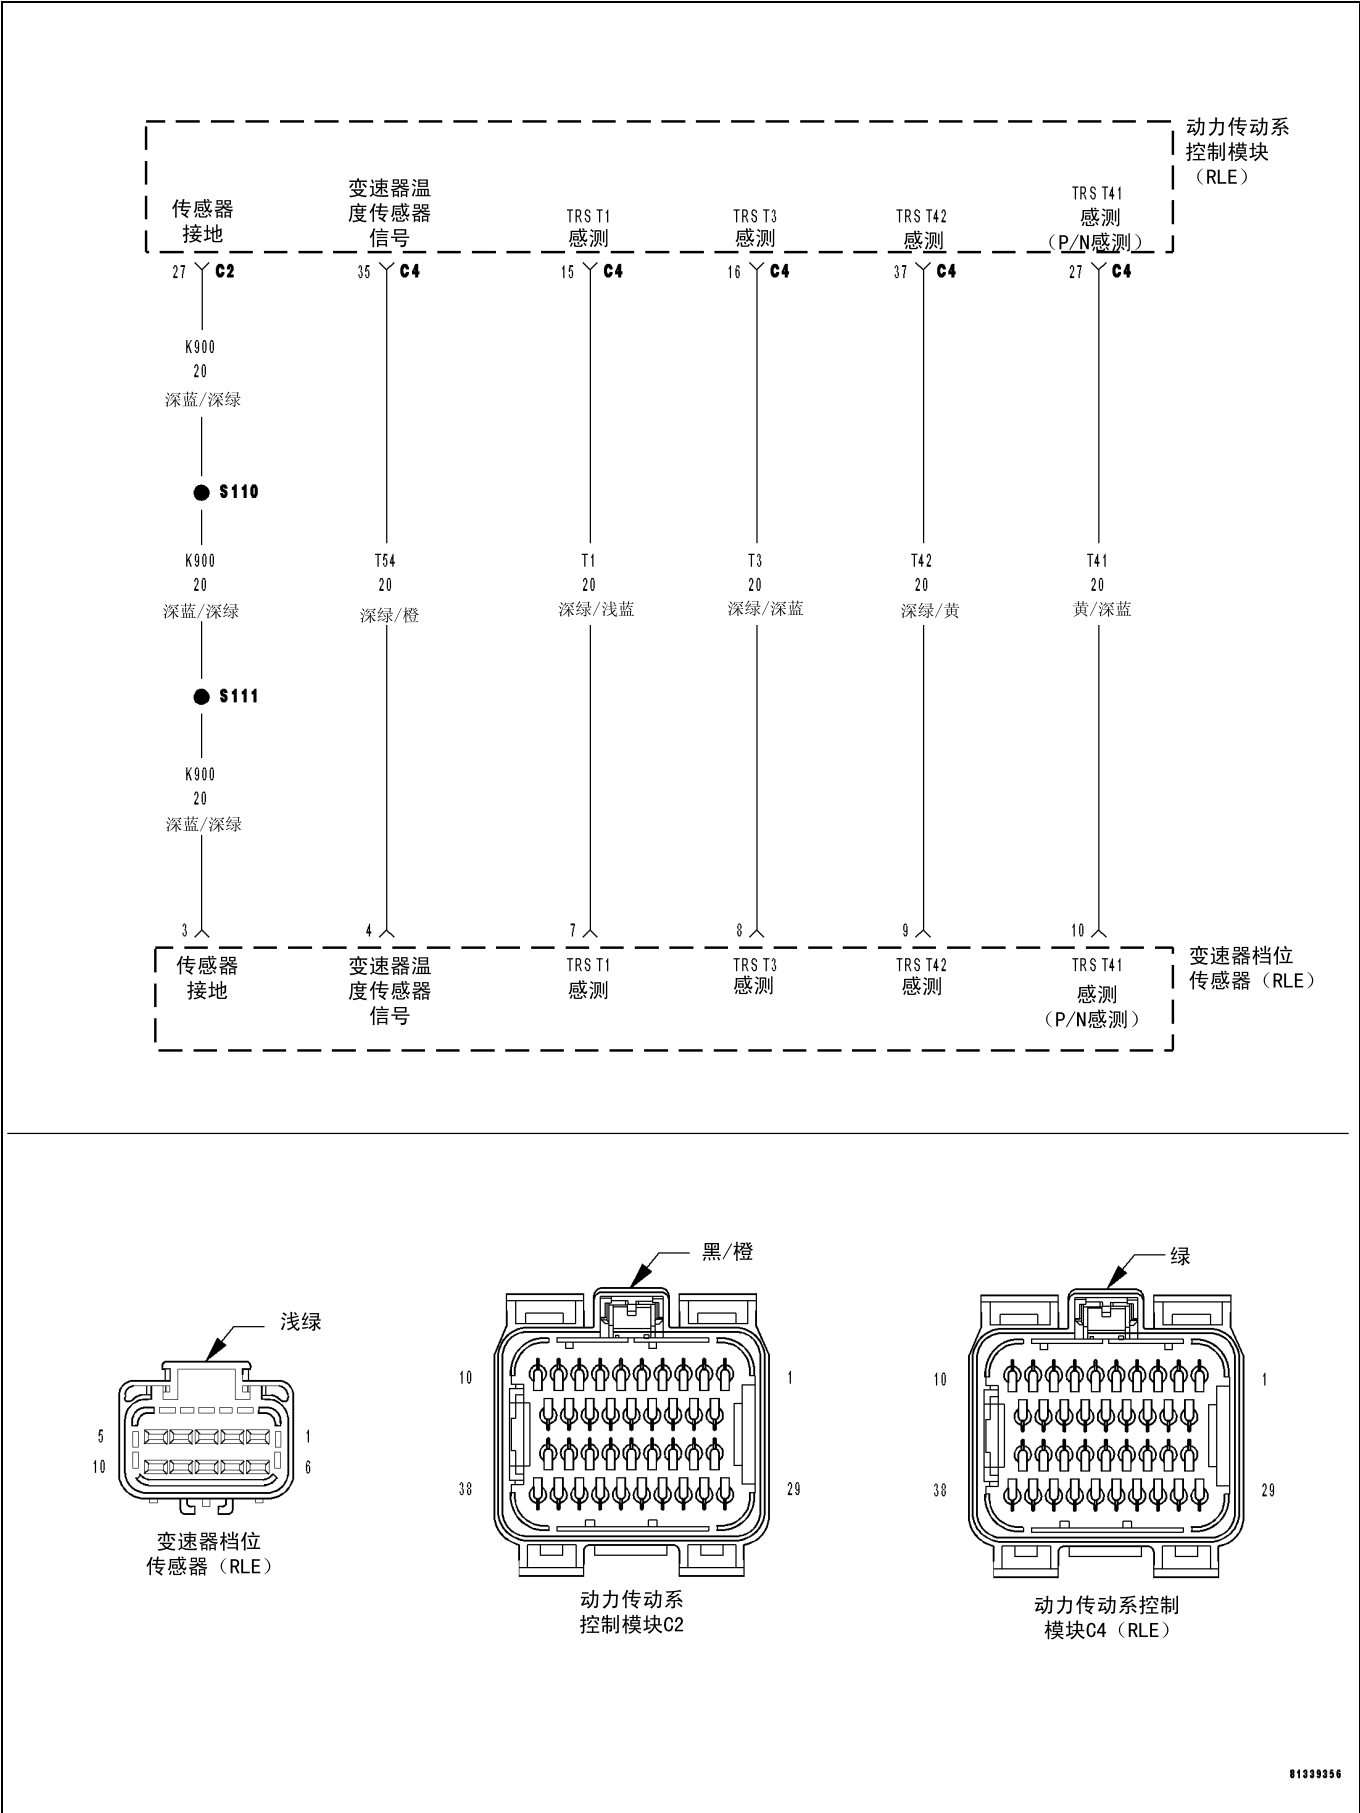 动力传动系
控制模块
（RLE）
传感器
接地
变速器温
度传感器
信号
TRS T1
感测
TRS T3
感测
TRS T42
感测
TRS T41
感测
（P/N感测）
27 C2
35 C4
15 C4
16 C4
37 C4
27 C4
K900
20
深蓝/深绿
S110
K900
20
深蓝/深绿
T54
20
深绿/橙
T1
20
深绿/浅蓝
T3
20
深绿/深蓝
T42
20
深绿/黄
T41
20
黄/深蓝
S111
K900
20
深蓝/深绿
3
4
7
8
9
10
传感器
接地
变速器温
度传感器
信号
TRS T1
感测
TRS T3
感测
TRS T42
感测
TRS T41
感测
（P/N感测）
变速器档位
传感器（RLE）
浅绿
5
1
10
6
变速器档位
传感器（RLE）
黑/橙
10
1
38
29
动力传动系
控制模块C2
绿
10
1
38
29
动力传动系控制
模块C4（RLE）
81339356